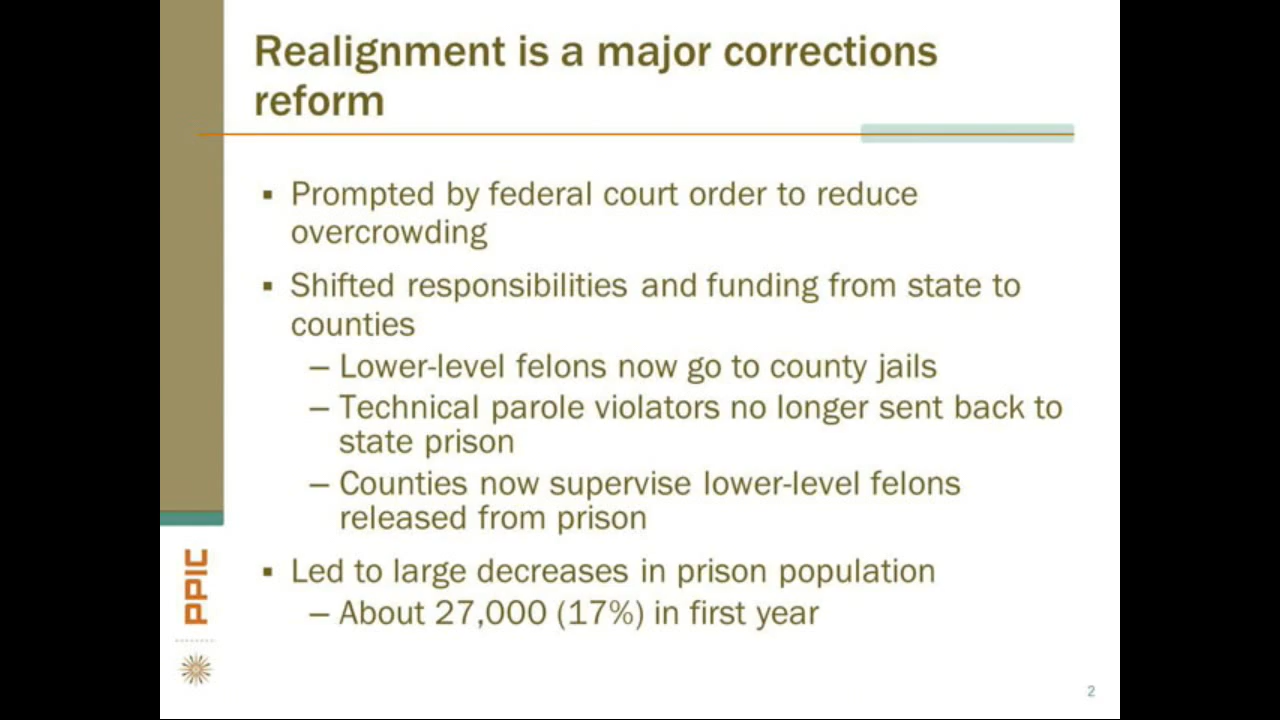 Realignment is a major corrections
reform
▪ Prompted by federal court order to reduce
overcrowding
▪ Shifted responsibilities and funding from state to
counties
– Lower-level felons now go to county jails
– Technical parole violators no longer sent back to
state prison
– Counties now supervise lower-level felons
released from prison
▪ Led to large decreases in prison population
– About 27,000 (17%) in first year
PPIC
2